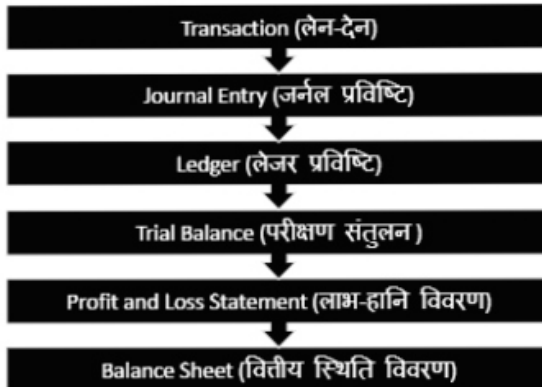 Transaction (लेन-देन)
Journal Entry (जर्नल प्रविष्टि)
Ledger (लेजर प्रविष्टि)
Trial Balance (परीक्षण संतुलन )
Profit and Loss Statement (लाभ-हानि विवरण)
Balance Sheet (वित्तीय स्थिति विवरण)